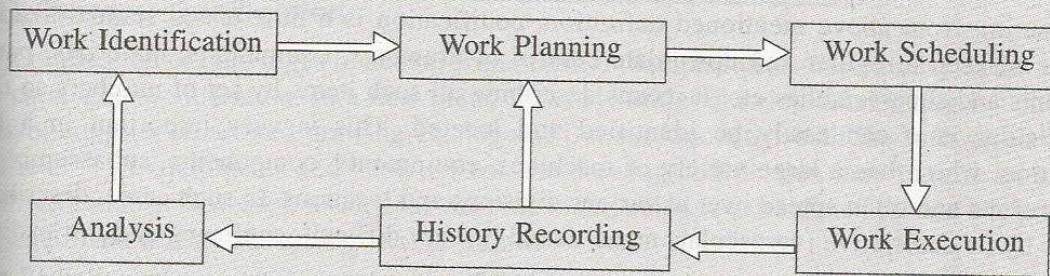 Work Identification
Work Planning
Work Scheduling
Analysis
History Recording
Work Execution